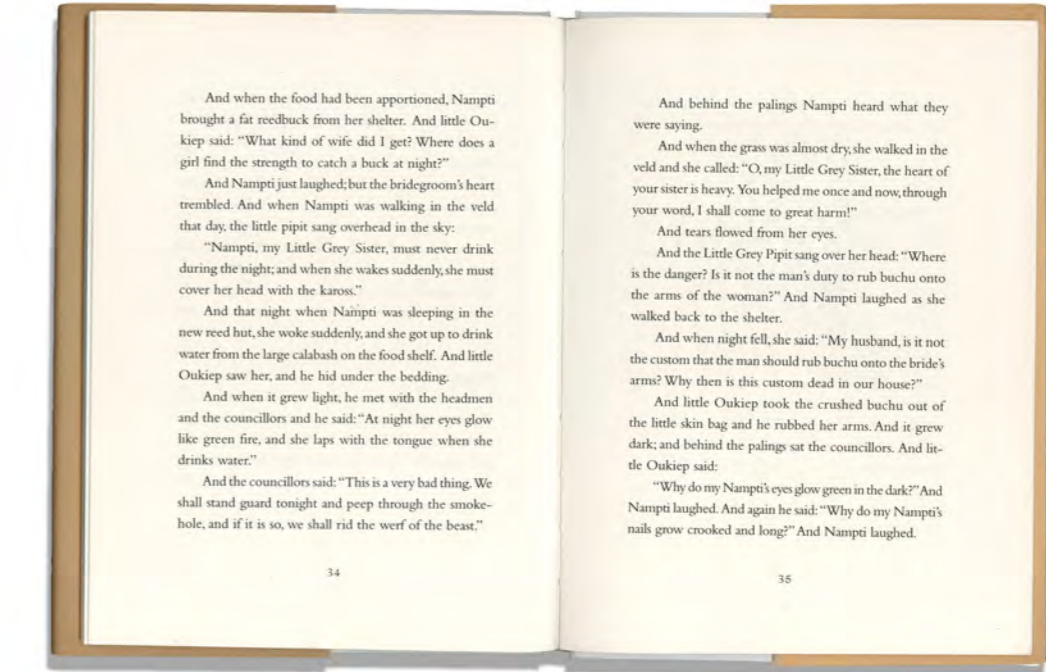 And when the food had been apportioned, Nampti
brought a fat reedbuck from her shelter. And little Ou-
kiep said: “What kind of wife did I get? Where does a
girl find the strength to catch a buck at night?”
And Nampti just laughed; but the bridegroom’s heart
trembled. And when Nampti was walking in the veld
that day, the little pipit sang overhead in the sky:
“Nampti, my Little Grey Sister, must never drink
during the night; and when she wakes suddenly, she must
cover her head with the kaross.”
And that night when Nampti was sleeping in the
new reed hut, she woke suddenly, and she got up to drink
water from the large calabash on the food shelf. And little
Oukiep saw her, and he hid under the bedding.
And when it grew light, he met with the headmen
and the councillors and he said: “At night her eyes glow
like green fire, and she laps with the tongue when she
drinks water.”
And the councillors said: “This is a very bad thing. We
shall stand guard tonight and peep through the smoke-
hole, and if it is so, we shall rid the werf of the beast.”
34
And behind the palings Nampti heard what they
were saying.
And when the grass was almost dry, she walked in the
veld and she called: “O, my Little Grey Sister, the heart of
your sister is heavy. You helped me once and now, through
your word, I shall come to great harm!”
And tears flowed from her eyes.
And the Little Grey Pipit sang over her head: “Where
is the danger? Is it not the man’s duty to rub buchu onto
the arms of the woman?” And Nampti laughed as she
walked back to the shelter.
And when night fell, she said: “My husband, is it not
the custom that the man should rub buchu onto the bride’s
arms? Why then is this custom dead in our house?”
And little Oukiep took the crushed buchu out of
the little skin bag and he rubbed her arms. And it grew
dark; and behind the palings sat the councillors. And lit-
tle Oukiep said:
“Why do my Nampti’s eyes glow green in the dark?” And
Nampti laughed. And again he said: “Why do my Nampti’s
nails grow crooked and long?” And Nampti laughed.
35